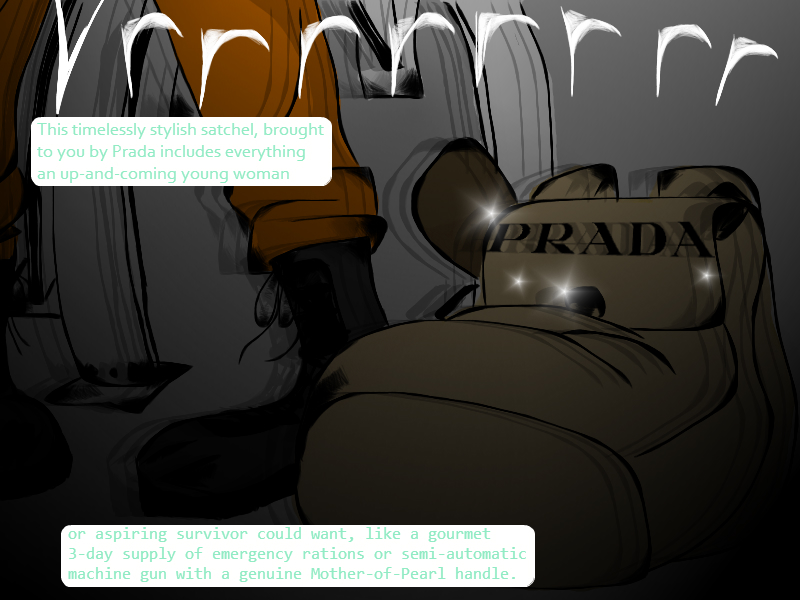 Vrrrrrrrr
This timelessly stylish satchel, brought
to you by Prada includes everything
an up-and-coming young woman
PRADA
or aspiring survivor could want, like a gourmet
3-day supply of emergency rations or semi-automatic
machine gun with a genuine Mother-of-Pearl handle.